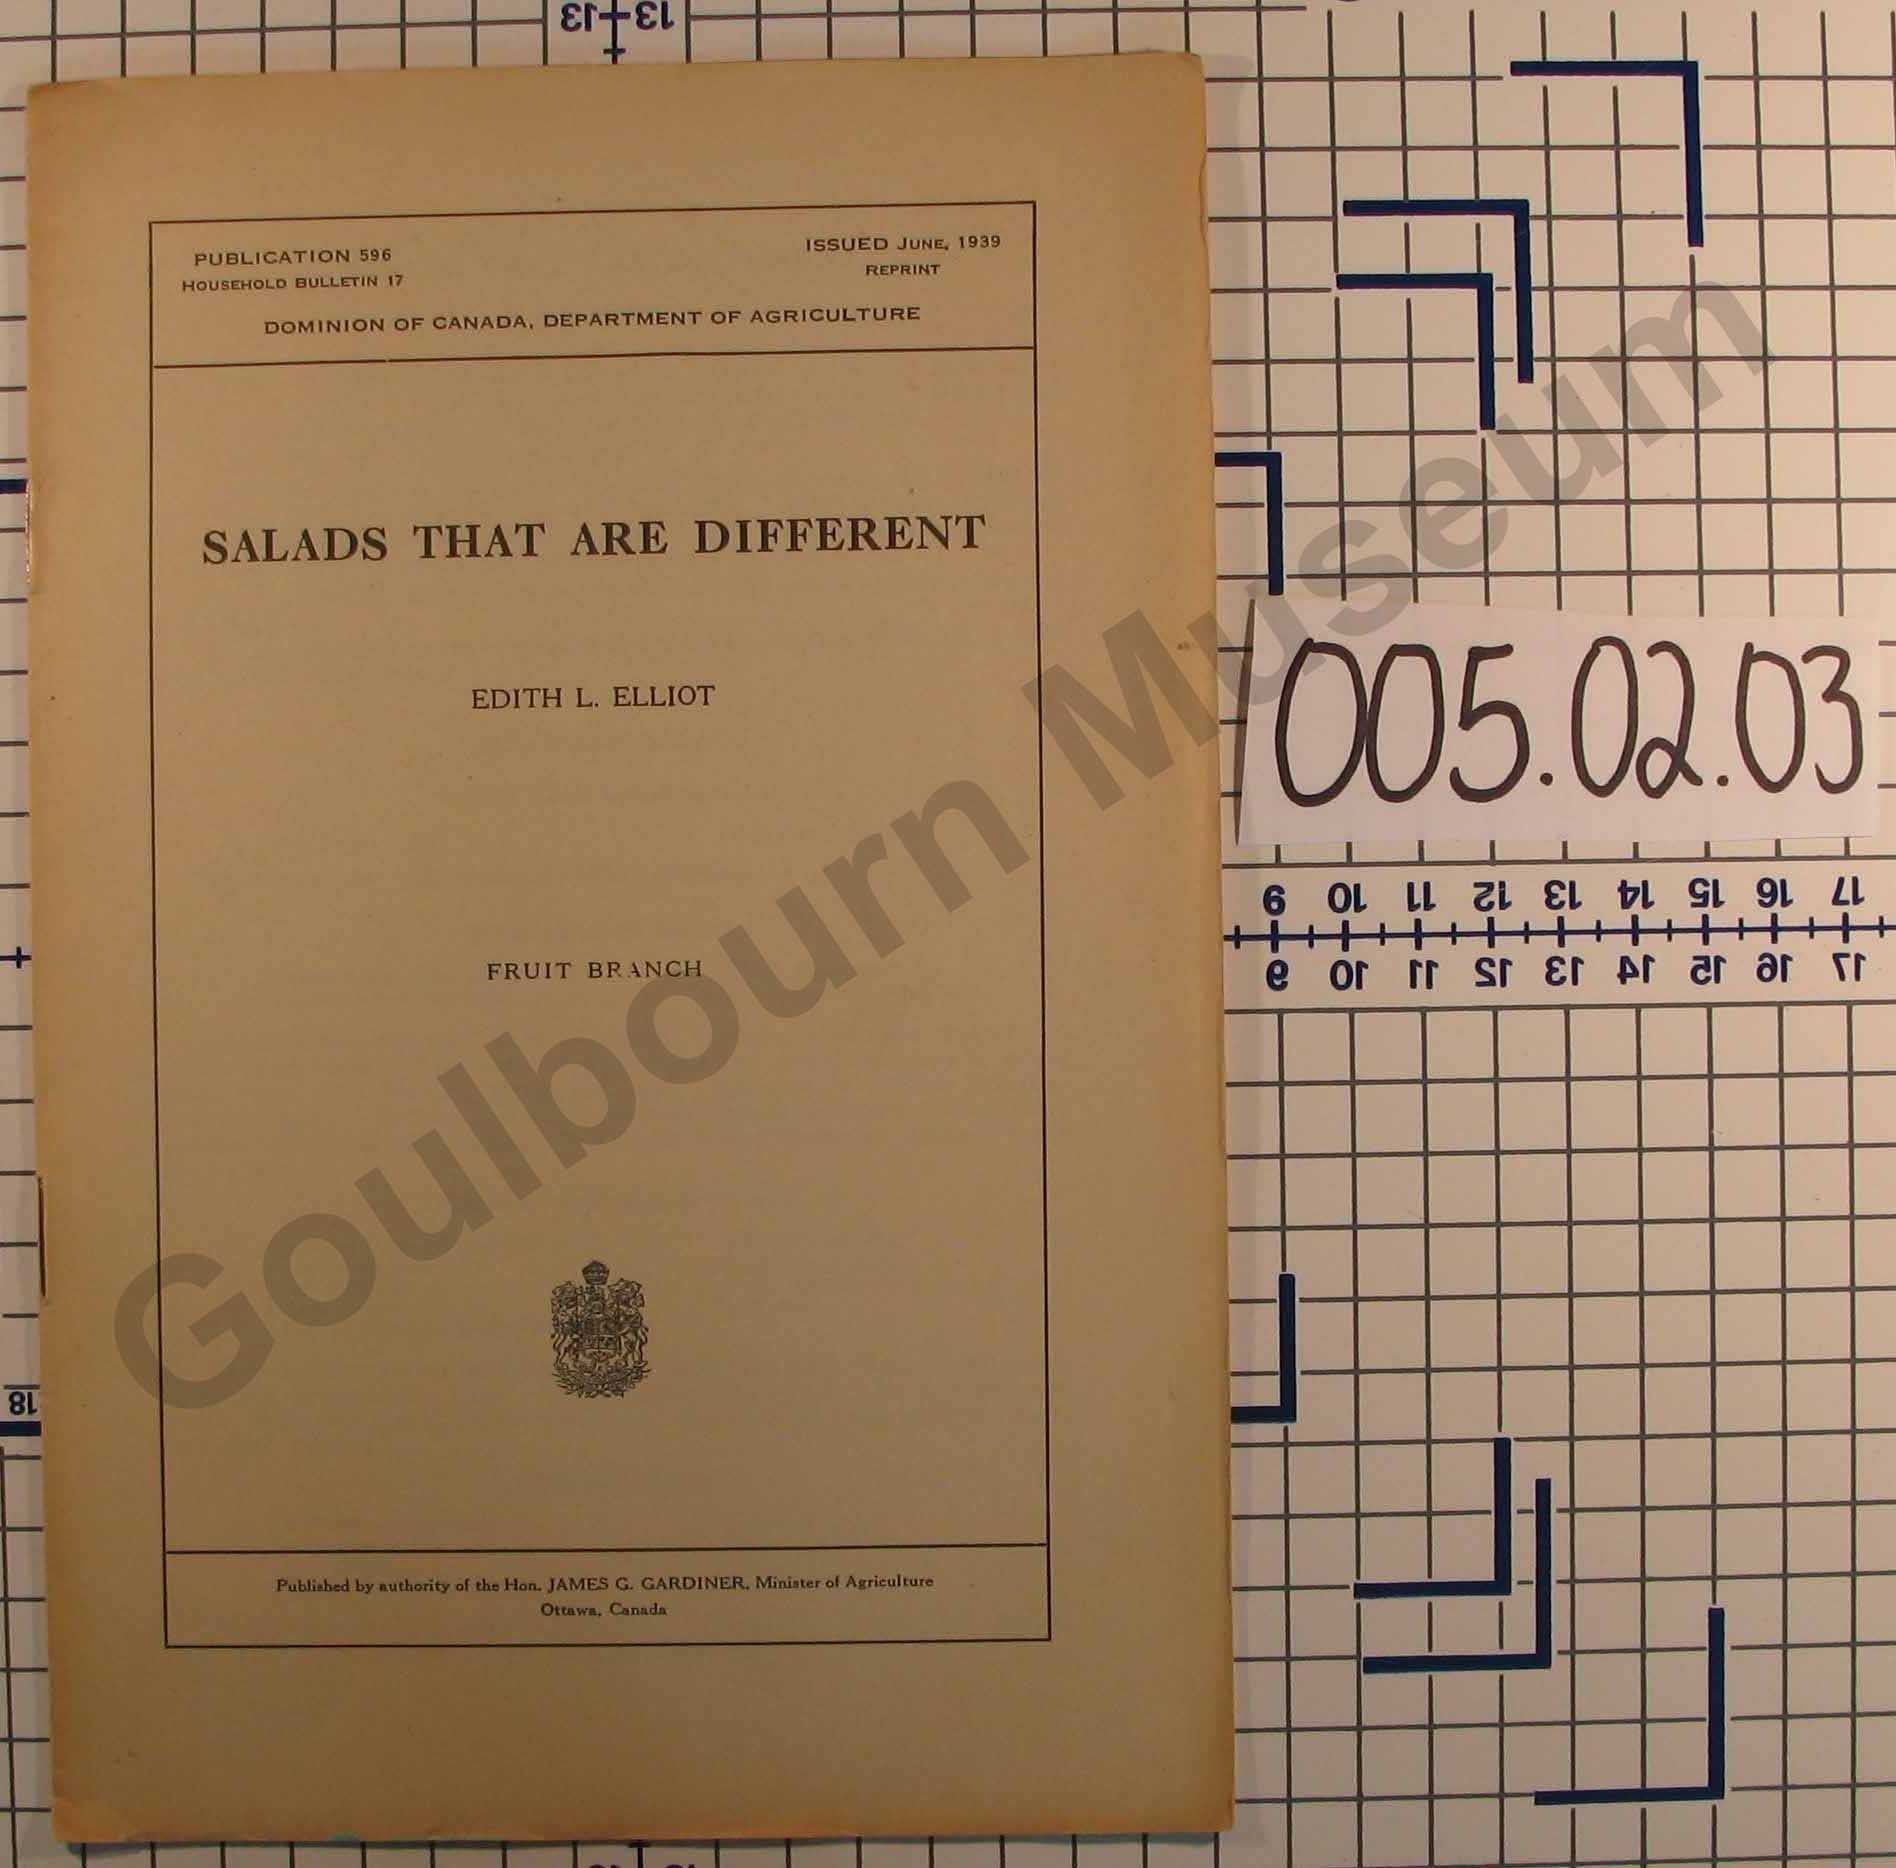 PUBLICATION 596
HOUSEHOLD BULLETIN 17
ISSUED JUNE, 1939
REPRINT
DOMINION OF CANADA, DEPARTMENT OF AGRICULTURE
SALADS THAT ARE DIFFERENT
EDITH L. ELLIOT
FRUIT BRANCH
Published by authority of the Hon. JAMES G. GARDINER, Minister of Agriculture
Ottawa, Canada
Goulbourn Museum
005.02.03
13 13
9 10 11 12 13 14 15 16 17
9 10 11 12 13 14 15 16 17
18